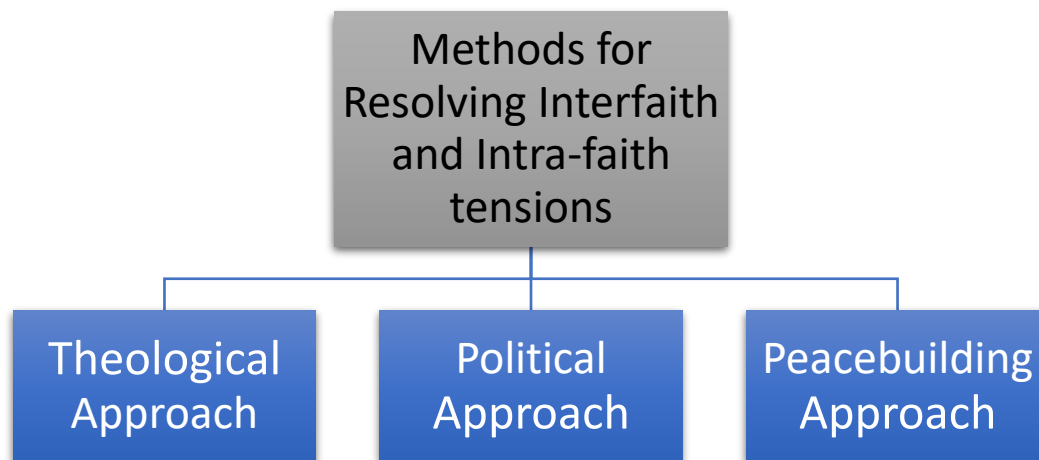 Methods for
Resolving Interfaith
and Intra-faith
tensions
Theological
Approach
Political
Approach
Peacebuilding
Approach